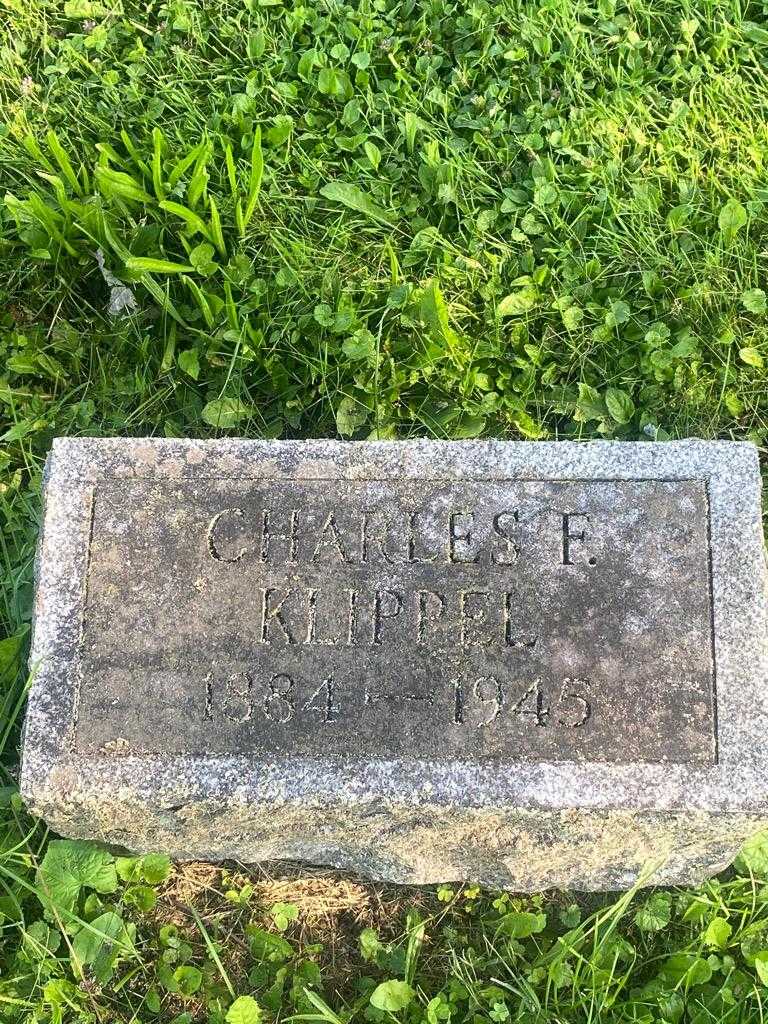 CHARLES F.
KLIPPEL
1884 — 1945